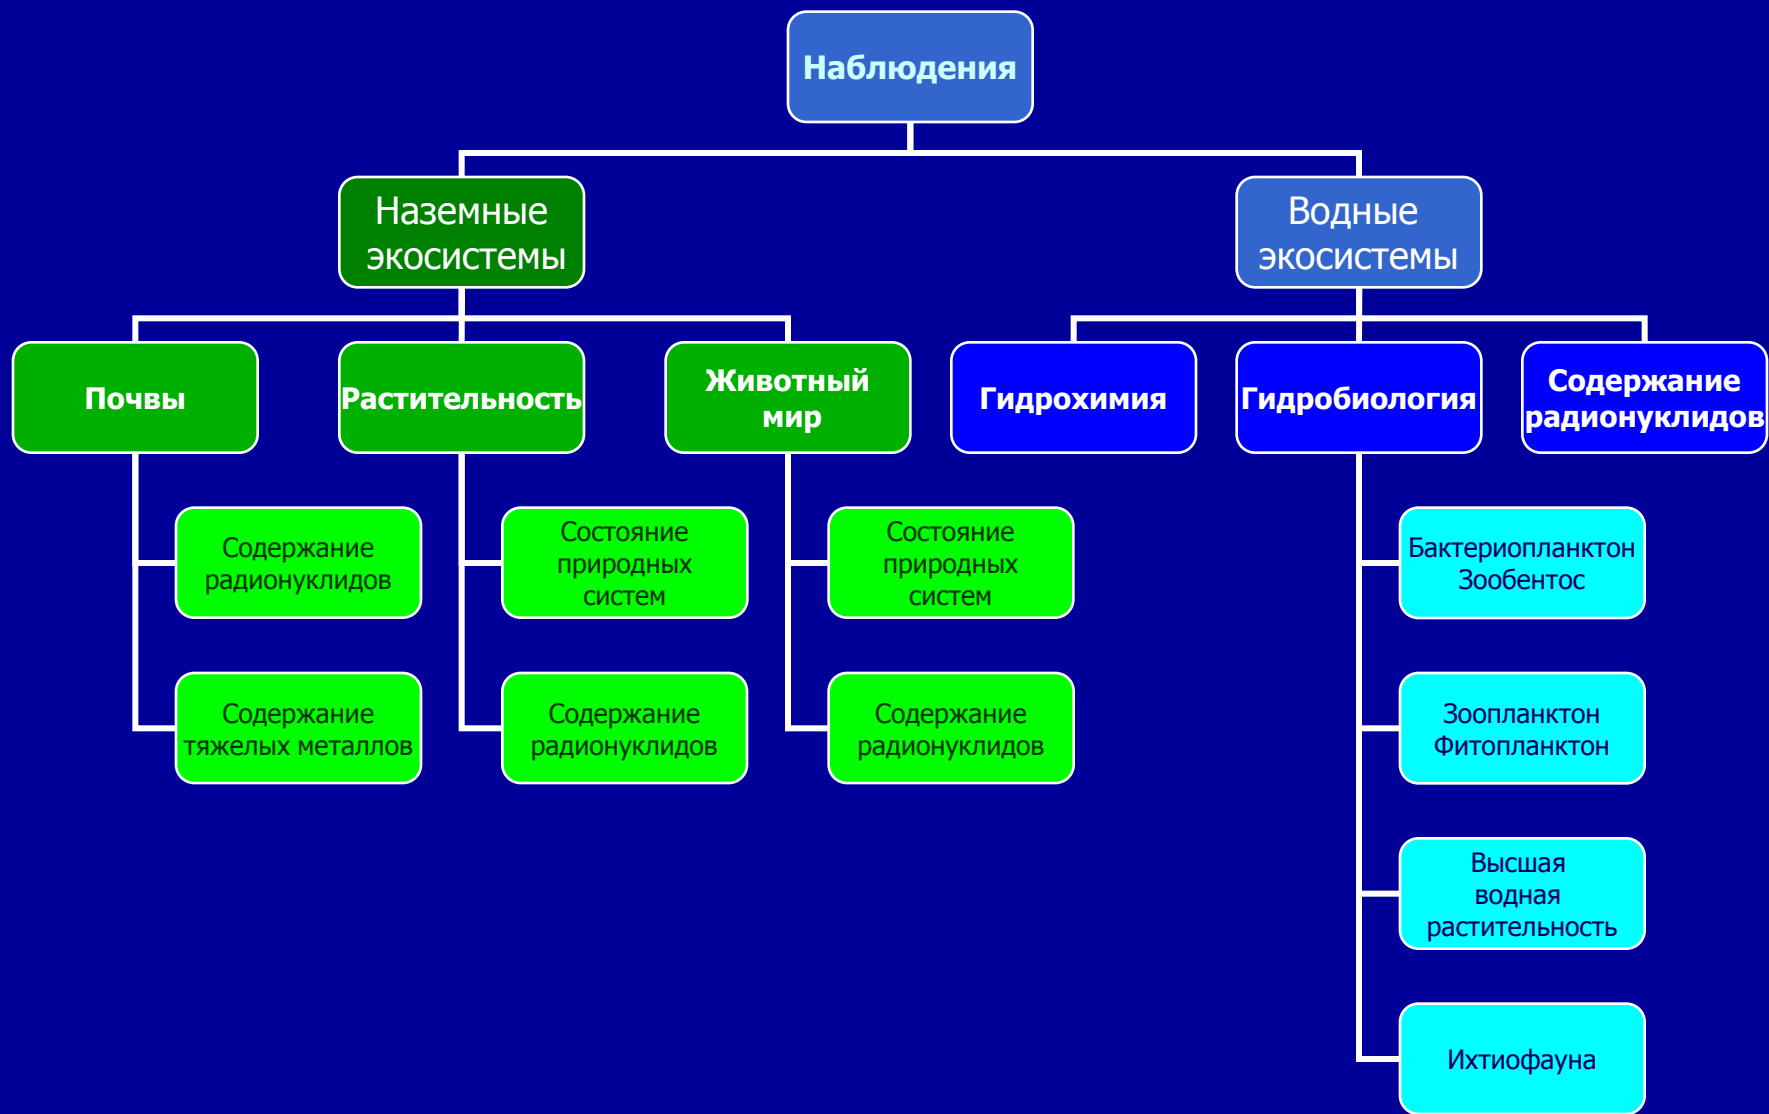 Наблюдения
Наземные
экосистемы
Водные
экосистемы
Почвы
Растительность
Животный
мир
Гидрохимия
Гидробиология
Содержание
радионуклидов
Содержание
радионуклидов
Состояние
природных
систем
Состояние
природных
систем
Бактериопланктон
Зообентос
Содержание
тяжелых металлов
Содержание
радионуклидов
Содержание
радионуклидов
Зоопланктон
Фитопланктон
Высшая
водная
растительность
Ихтиофауна